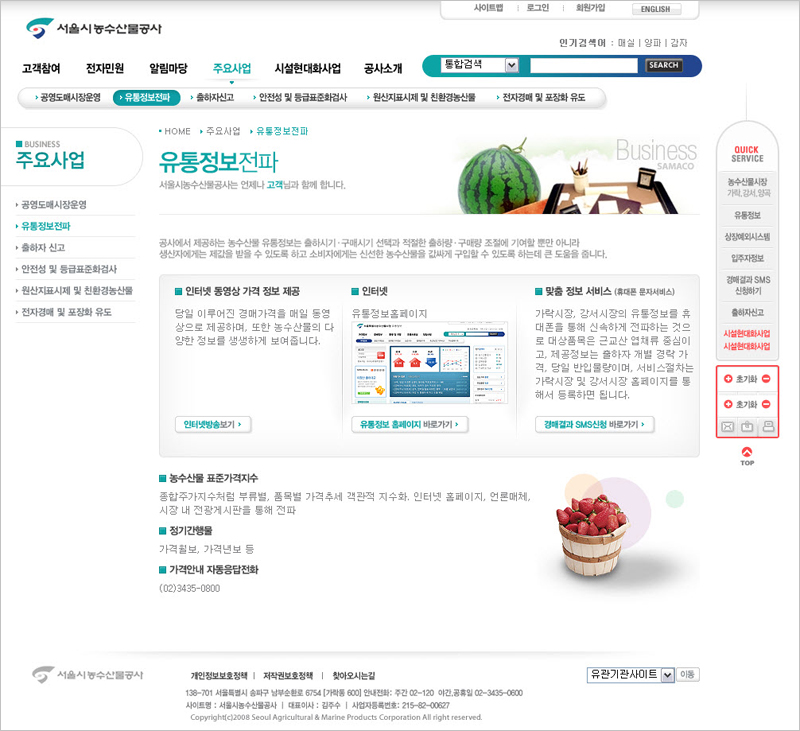 사이트맵 | 로그인 | 회원가입 ENGLISH
서울시농수산물공사
인기검색어 : 매실 | 양파 | 감자
고객참여 전자민원 알림마당 주요사업 시설현대화사업 공사소개 통합검색 SEARCH
공영도매시장운영 유통정보전파 출하자신고 안전성 및 등급표준화검사 원산지표시제 및 친환경농산물 전자경매 및 포장화 유도
BUSINESS
주요사업
공영도매시장운영
유통정보전파
출하자 신고
안전성 및 등급표준화검사
원산지표시제 및 친환경농산물
전자경매 및 포장화 유도
HOME 주요사업 유통정보전파
유통정보전파
서울시농수산물공사는 언제나 고객님과 함께 합니다.
Business
SAMACO
공사에서 제공하는 농수산물 유통정보는 출하시기·구매시기 선택과 적절한 출하량·구매량 조절에 기여할 뿐만 아니라
생산자에게는 제값을 받을 수 있도록 하고 소비자에게는 신선한 농수산물을 값싸게 구입할 수 있도록 하는데 큰 도움을 줍니다.
인터넷 동영상 가격 정보 제공
당일 이루어진 경매가격을 매일 동영
상으로 제공하며, 또한 농수산물의 다
양한 정보를 생생하게 보여줍니다.
인터넷방송보기
인터넷
유통정보홈페이지
유통정보 홈페이지 바로가기
맞춤 정보 서비스 (휴대폰 문자서비스)
가락시장, 강서시장의 유통정보를 휴
대폰을 통해 신속하게 전파하는 것으
로 대상품목은 근교산 엽채류 중심이
고, 제공정보는 출하자 개별 경락 가
격, 당일 반입물량이며, 서비스절차는
가락시장 및 강서시장 홈페이지를 통
해서 등록하면 됩니다.
경매결과 SMS신청 바로가기
농수산물 표준가격지수
종합주가지수처럼 부류별, 품목별 가격추세 객관적 지수화. 인터넷 홈페이지, 언론매체,
시장 내 전광게시판을 통해 전파
정기간행물
가격월보, 가격년보 등
가격안내 자동응답전화
(02)3435-0800
QUICK
SERVICE
농수산물시장
가락,강서,양곡
유통정보
상장예외시스템
입주자정보
경매결과 SMS
신청하기
출하자신고
시설현대화사업
시설현대화사업
초기화
초기화
TOP
서울시농수산물공사
개인정보보호정책 | 저작권보호정책 | 찾아오시는길
유관기관사이트 이동
138-701 서울특별시 송파구 남부순환로 6754 [가락동 600] 안내전화: 주간 02-120 야간,공휴일 02-3435-0600
사이트명 : 서울시농수산물공사 | 대표이사 : 김주수 | 사업자등록번호: 215-82-00627
Copyright(c)2008 Seoul Agricultural & Marine Products Corporation All right reserved.